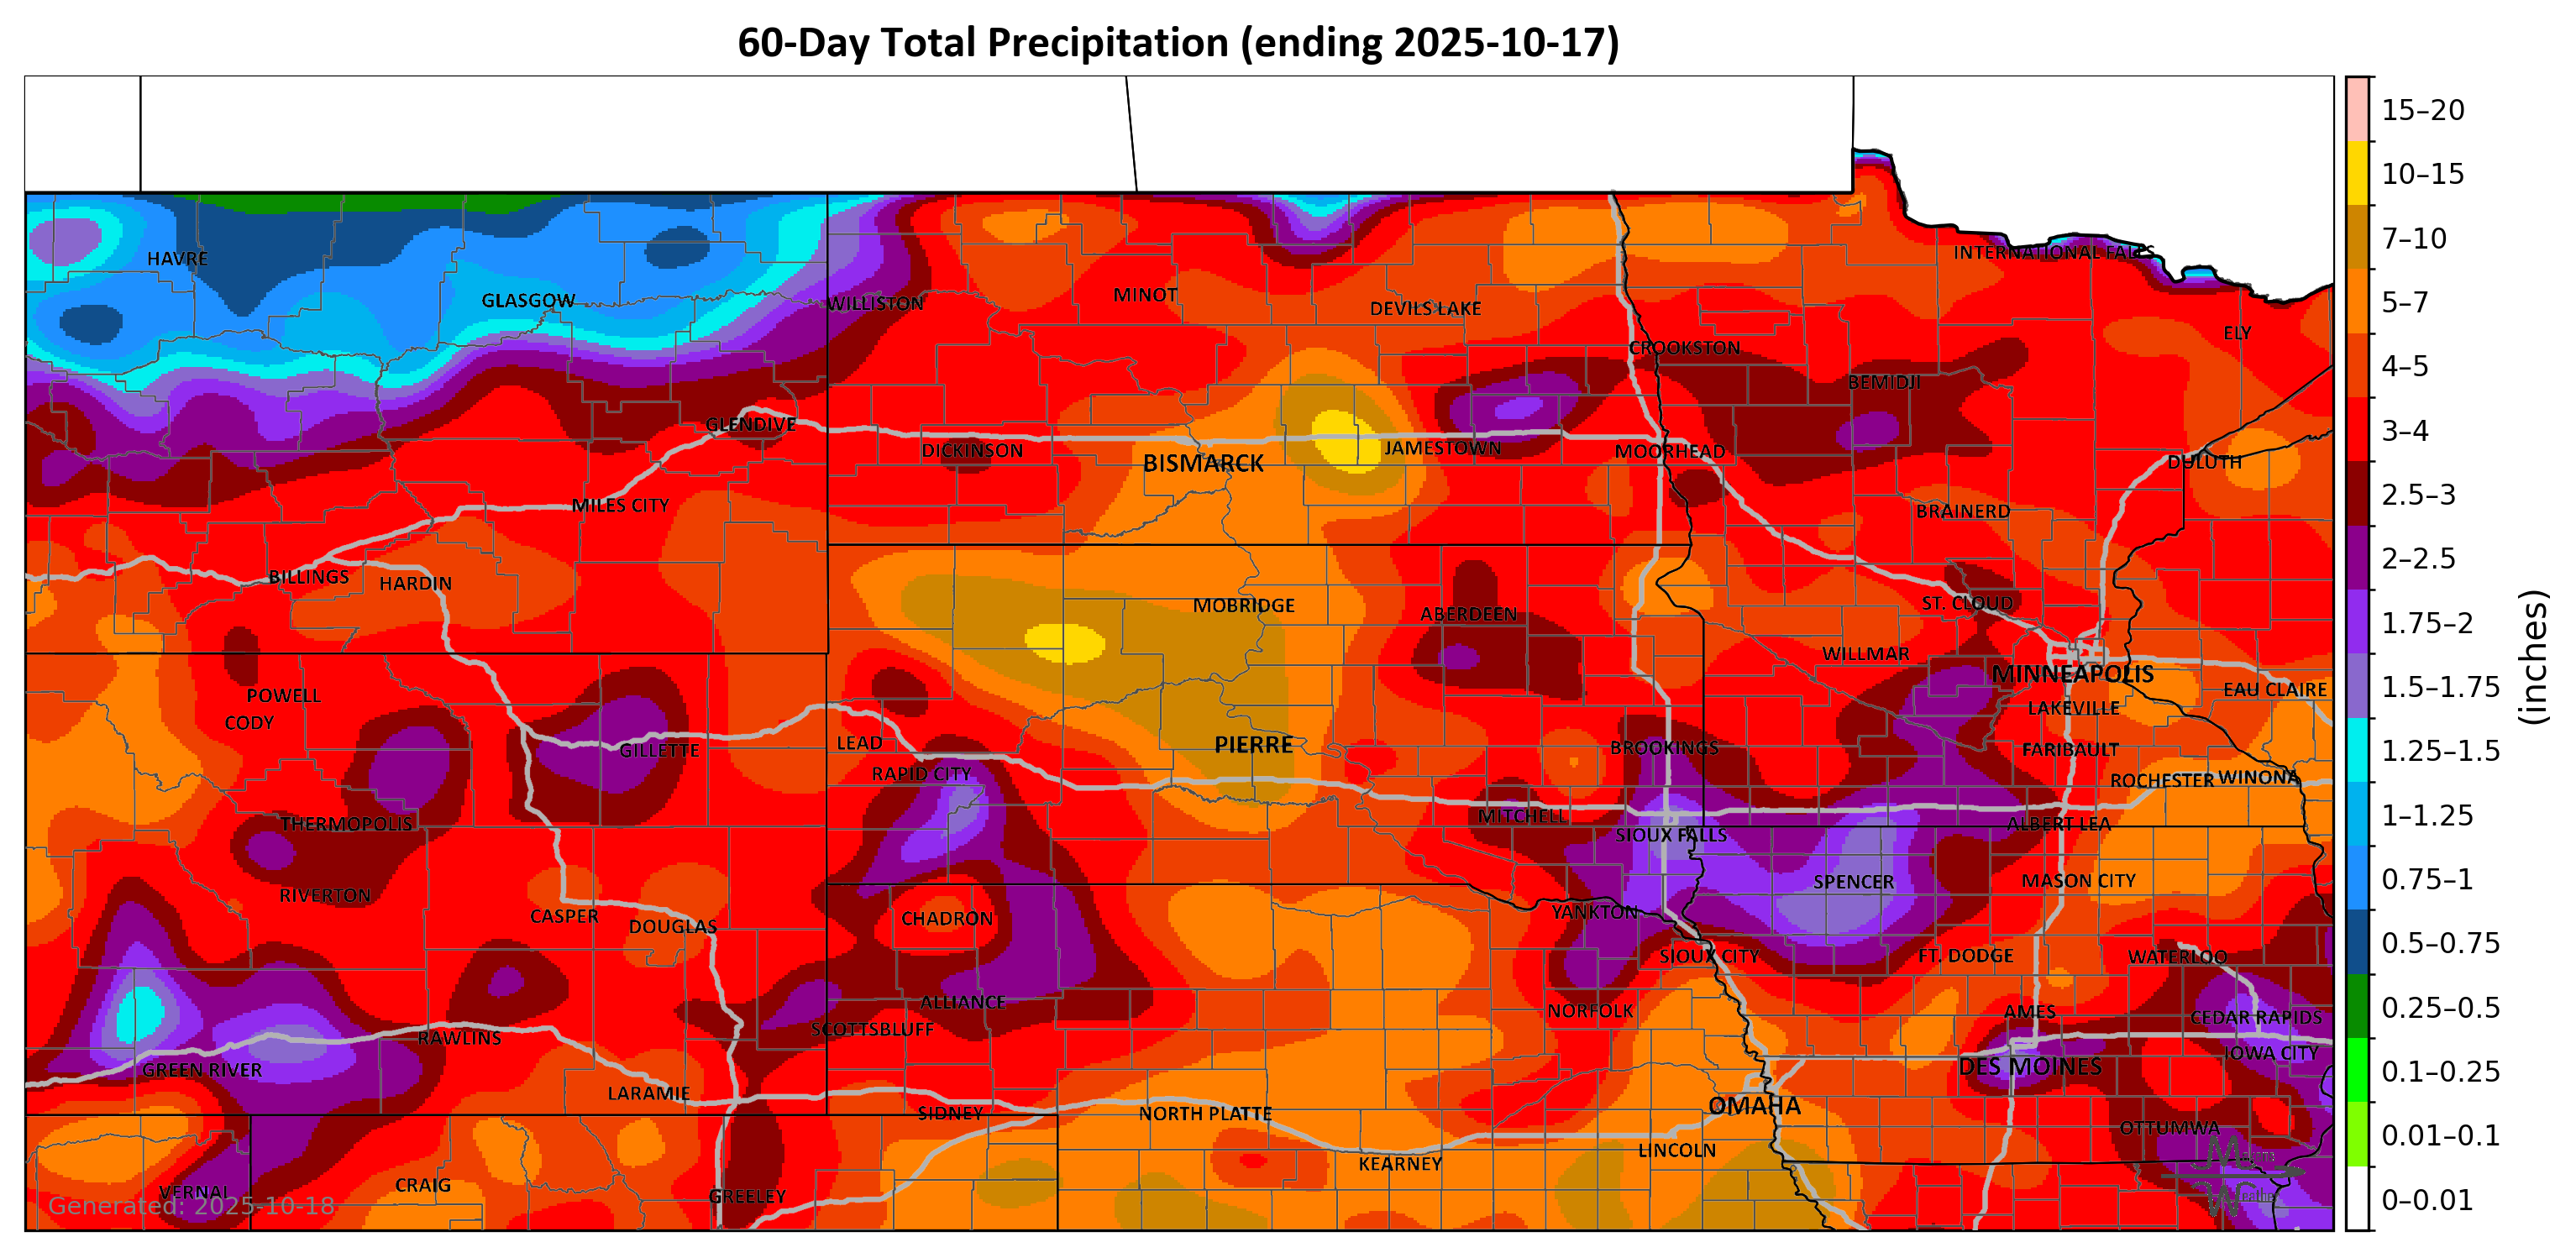 60-Day Total Precipitation (ending 2025-10-17)
15–20
10–15
7–10
5–7
4–5
3–4
2.5–3
2–2.5
1.75–2
1.5–1.75
1.25–1.5
1–1.25
0.75–1
0.5–0.75
0.25–0.5
0.1–0.25
0.01–0.1
0–0.01
(inches)
INTERNATIONAL FALLS
HAVRE
GLASGOW
WILLISTON
MINOT
DEVILS LAKE
ELY
CROOKSTON
BEMIDJI
GLENDIVE
DICKINSON
BISMARCK
JAMESTOWN
MOORHEAD
DULUTH
MILES CITY
BRAINERD
BILLINGS
HARDIN
MOBRIDGE
ABERDEEN
ST. CLOUD
WILLMAR
MINNEAPOLIS
POWELL
EAU CLAIRE
CODY
LAKEVILLE
GILLETTE
LEAD
PIERRE
BROOKINGS
FARIBAULT
RAPID CITY
ROCHESTER
WINONA
THERMOPOLIS
MITCHELL
SIOUX FALLS
ALBERT LEA
RIVERTON
SPENCER
MASON CITY
CASPER
DOUGLAS
CHADRON
YANKTON
SIOUX CITY
FT. DODGE
WATERLOO
ALLIANCE
NORFOLK
AMES
CEDAR RAPIDS
SCOTTSBLUFF
RAWLINS
IOWA CITY
GREEN RIVER
DES MOINES
LARAMIE
OMAHA
SIDNEY
NORTH PLATTE
OTTUMWA
LINCOLN
KEARNEY
VERNAL
CRAIG
GREELEY
Generated: 2025-10-18